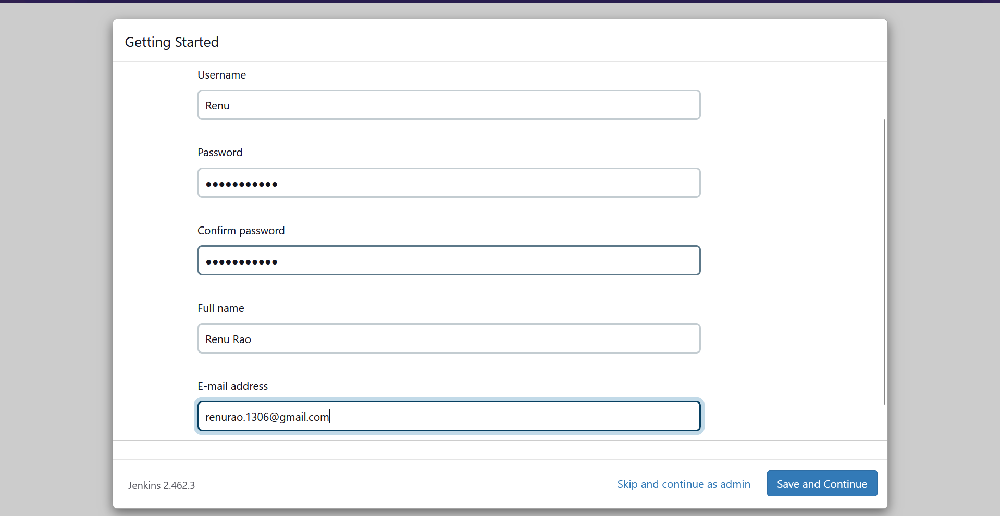 Getting Started
Username
Renu
Password
•••••••••••
Confirm password
•••••••••••
Full name
Renu Rao
E-mail address
renurao.1306@gmail.com
Jenkins 2.462.3
Skip and continue as admin
Save and Continue